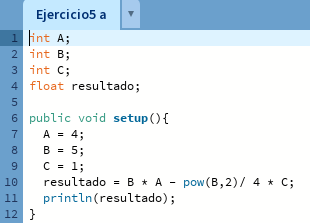 Ejercicio5 a ▼
1 int A;
2 int B;
3 int C;
4 float resultado;
5
6 public void setup(){
7   A = 4;
8   B = 5;
9   C = 1;
10   resultado = B * A - pow(B,2)/ 4 * C;
11   println(resultado);
12 }